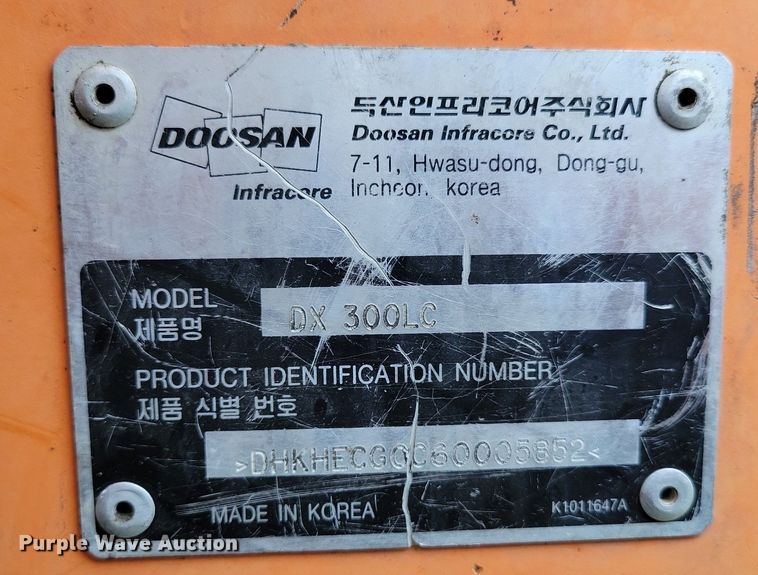 DOOSAN
Infracore
두산인프라코어주식회사
Doosan Infracore Co., Ltd.
7-11, Hwasu-dong, Dong-gu,
Incheon, korea
MODEL
제품명
DX 300LC
PRODUCT IDENTIFICATION NUMBER
제품 식별 번호
>DHKHECG0C60005852<
MADE IN KOREA
K1011647A
Purple Wave Auction